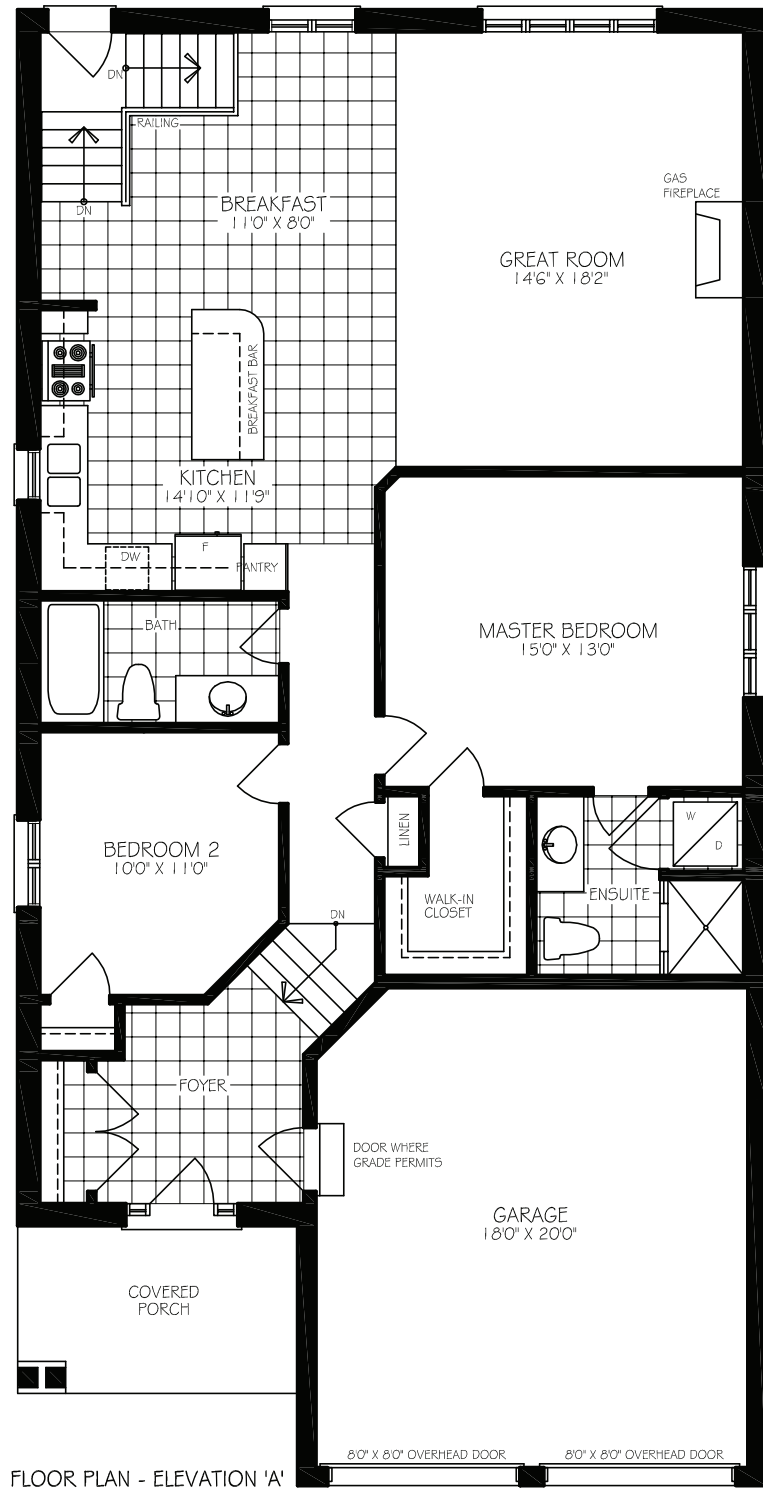 DN
RAILING
DN
BREAKFAST
11'0" X 8'0"
GAS
FIREPLACE
GREAT ROOM
14'6" X 18'2"
BREAKFAST BAR
KITCHEN
14'10" X 11'9"
DW
F
PANTRY
BATH
MASTER BEDROOM
15'0" X 13'0"
BEDROOM 2
10'0" X 11'0"
LINEN
W
D
WALK-IN
CLOSET
ENSUITE
DN
FOYER
DOOR WHERE
GRADE PERMITS
GARAGE
18'0" X 20'0"
COVERED
PORCH
8'0" X 8'0" OVERHEAD DOOR
8'0" X 8'0" OVERHEAD DOOR
FLOOR PLAN - ELEVATION 'A'